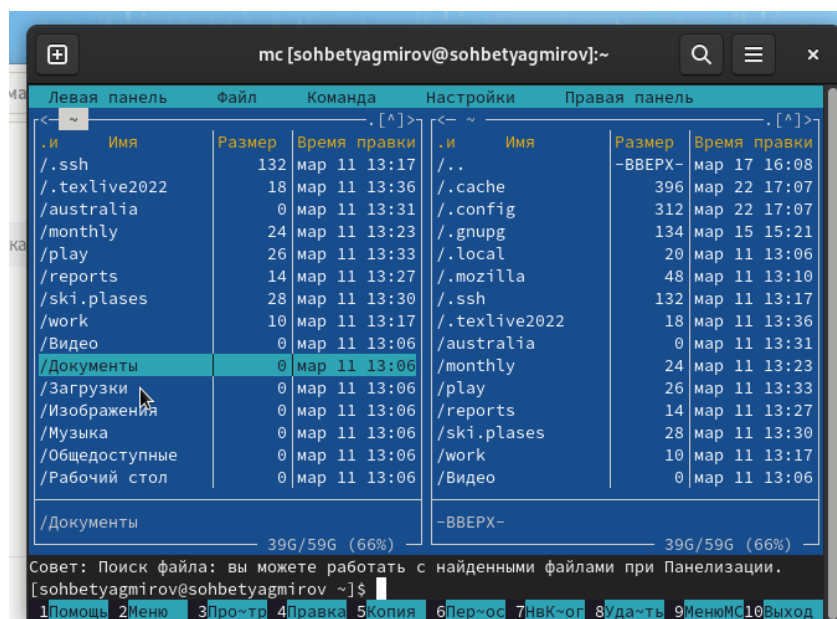 mc [sohbetyagmirov@sohbetyagmirov]:~
Левая панель Файл Команда Настройки Правая панель
<— ~ .[^]> <— ~ .[^]>
.и Имя Размер Время правки .и Имя Размер Время правки
/.ssh 132 мар 11 13:17 /.. -ВВЕРХ- мар 17 16:08
/.texlive2022 18 мар 11 13:36 /.cache 396 мар 22 17:07
/australia 0 мар 11 13:31 /.config 312 мар 22 17:07
/monthly 24 мар 11 13:23 /.gnupg 134 мар 15 15:21
/play 26 мар 11 13:33 /.local 20 мар 11 13:06
/reports 14 мар 11 13:27 /.mozilla 48 мар 11 13:10
/ski.plases 28 мар 11 13:30 /.ssh 132 мар 11 13:17
/work 10 мар 11 13:17 /.texlive2022 18 мар 11 13:36
/Видео 0 мар 11 13:06 /australia 0 мар 11 13:31
/Документы 0 мар 11 13:06 /monthly 24 мар 11 13:23
/Загрузки 0 мар 11 13:06 /play 26 мар 11 13:33
/Изображения 0 мар 11 13:06 /reports 14 мар 11 13:27
/Музыка 0 мар 11 13:06 /ski.plases 28 мар 11 13:30
/Общедоступные 0 мар 11 13:06 /work 10 мар 11 13:17
/Рабочий стол 0 мар 11 13:06 /Видео 0 мар 11 13:06
/Документы -ВВЕРХ-
39G/59G (66%) 39G/59G (66%)
Совет: Поиск файла: вы можете работать с найденными файлами при Панелизации.
[sohbetyagmirov@sohbetyagmirov ~]$
1Помощь 2Меню 3Про~тр 4Правка 5Копия 6Пер~ос 7НвК~ог 8Уда~ть 9МенюMC 10Выход